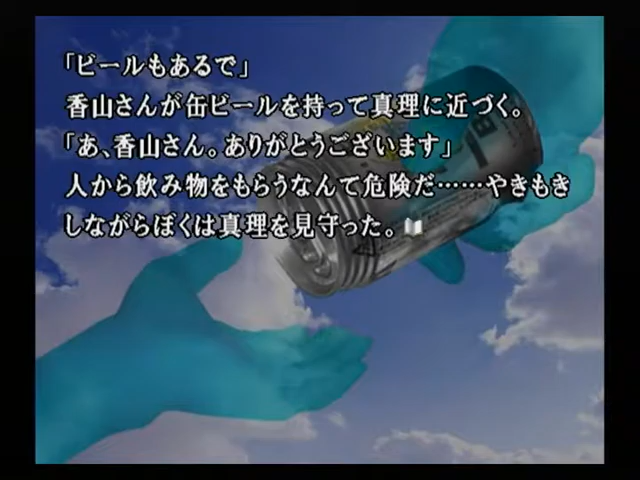 「ビールもあるで」
香山さんが缶ビールを持って真理に近づく。
「あ、香山さん。ありがとうございます」
人から飲み物をもらうなんて危険だ……やきもき
しながらぼくは真理を見守った。